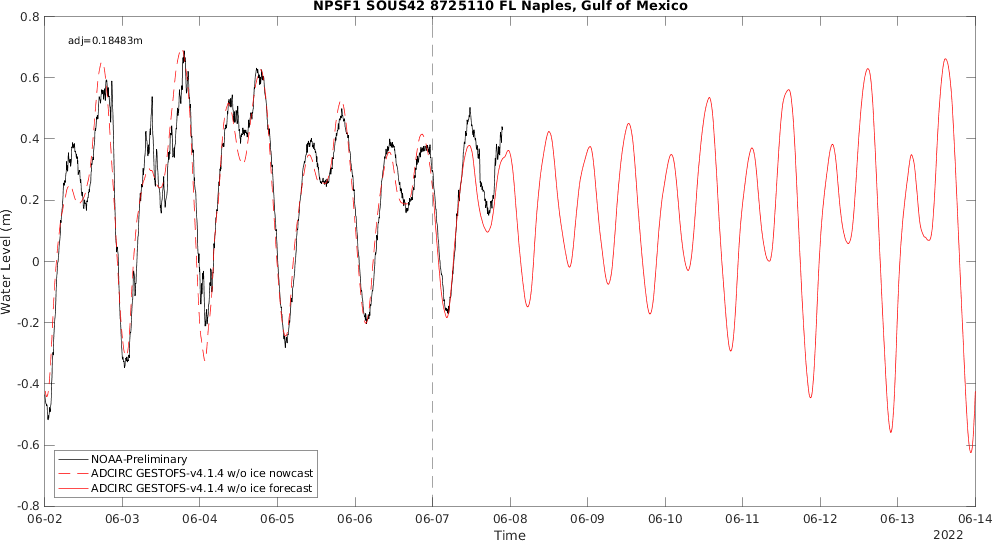 NPSF1 SOUS42 8725110 FL Naples, Gulf of Mexico
adj=0.18483m
0.8
0.6
0.4
0.2
0
-0.2
-0.4
-0.6
-0.8
Water Level (m)
NOAA-Preliminary
ADCIRC GESTOFS-v4.1.4 w/o ice nowcast
ADCIRC GESTOFS-v4.1.4 w/o ice forecast
06-02 06-03 06-04 06-05 06-06 06-07 06-08 06-09 06-10 06-11 06-12 06-13 06-14
Time
2022